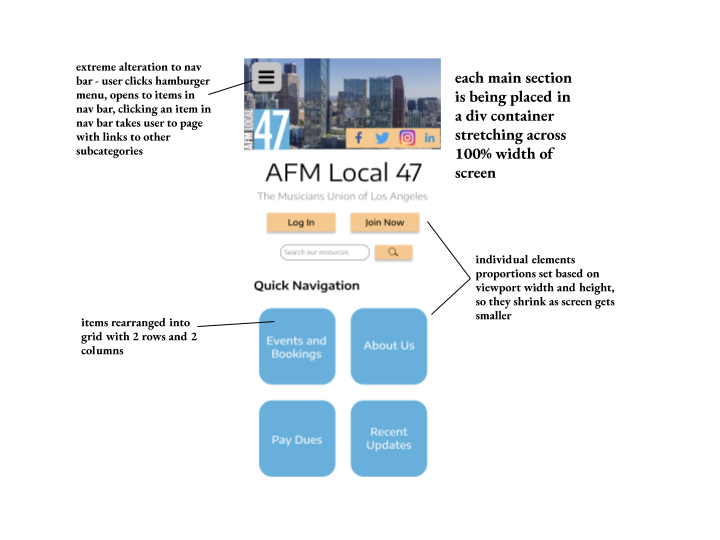 extreme alteration to nav
bar - user clicks hamburger
menu, opens to items in
nav bar, clicking an item in
nav bar takes user to page
with links to other
subcategories
each main section
is being placed in
a div container
stretching across
100% width of
screen
AFM LOCAL
47
f
in
AFM Local 47
The Musicians Union of Los Angeles
Log In
Join Now
Search our resources
Quick Navigation
individual elements
proportions set based on
viewport width and height,
so they shrink as screen gets
smaller
items rearranged into
grid with 2 rows and 2
columns
Events and
Bookings
About Us
Pay Dues
Recent
Updates